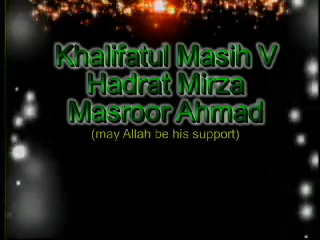 Khalifatul Masih V
Hadrat Mirza
Masroor Ahmad
(may Allah be his support)